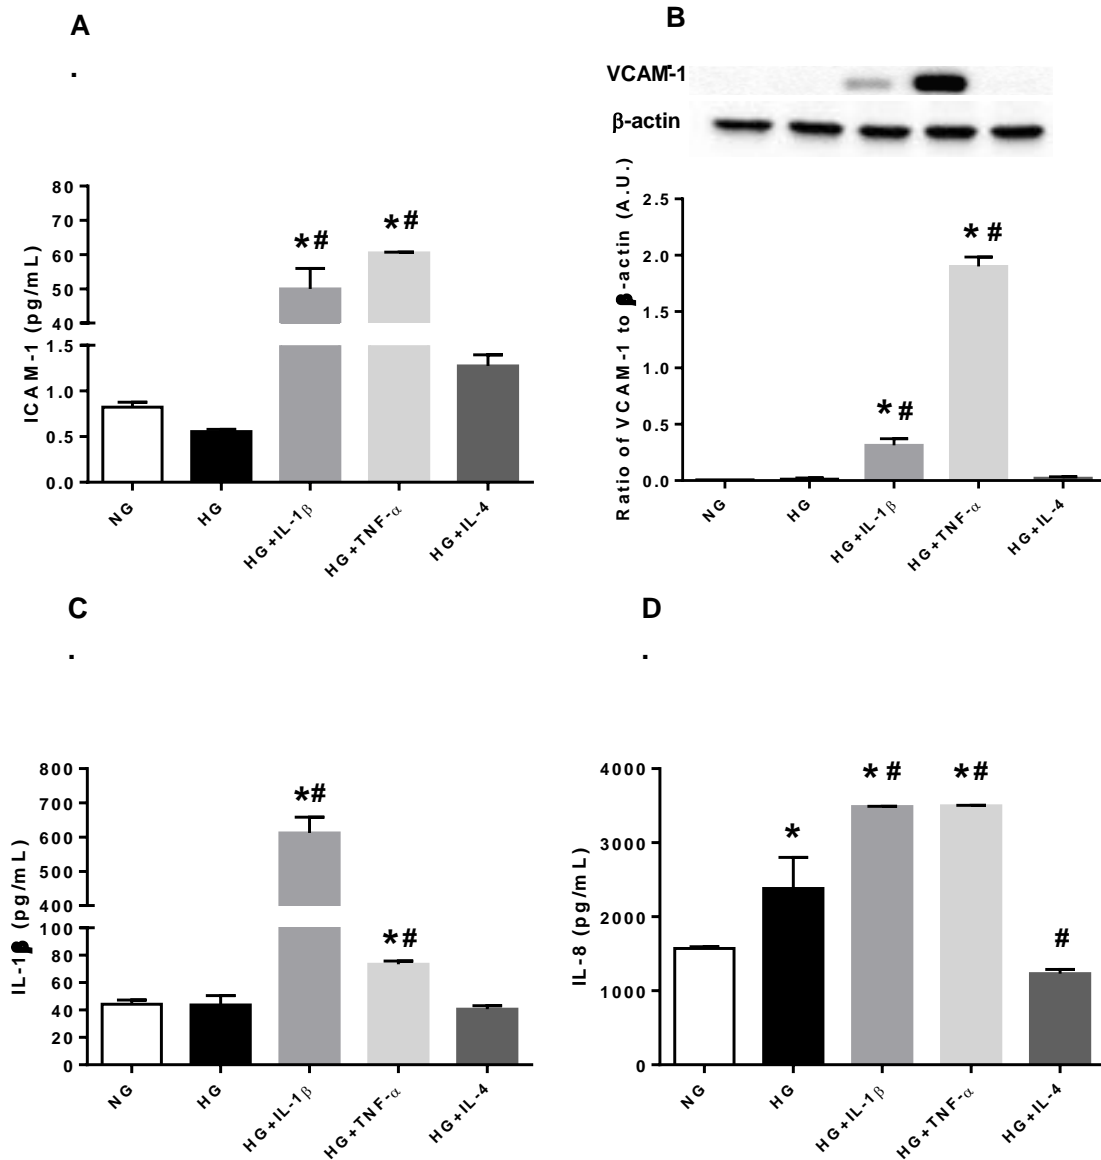 A
.
ICAM-1 (pg/mL)
80
70
60
50
40
1.5
1.0
0.5
0.0
*#
*#
NG
HG
HG+IL-1β
HG+TNF-α
HG+IL-4
B
.
VCAM-1
β-actin
Ratio of VCAM-1 to β-actin (A.U.)
2.5
2.0
1.5
1.0
0.5
0.0
*#
*#
NG
HG
HG+IL-1β
HG+TNF-α
HG+IL-4
C
.
IL-1β (pg/mL)
800
700
600
500
400
100
80
60
40
20
0
*#
*#
NG
HG
HG+IL-1β
HG+TNF-α
HG+IL-4
D
.
IL-8 (pg/mL)
4000
3000
2000
1000
0
*
*#
*#
#
NG
HG
HG+IL-1β
HG+TNF-α
HG+IL-4